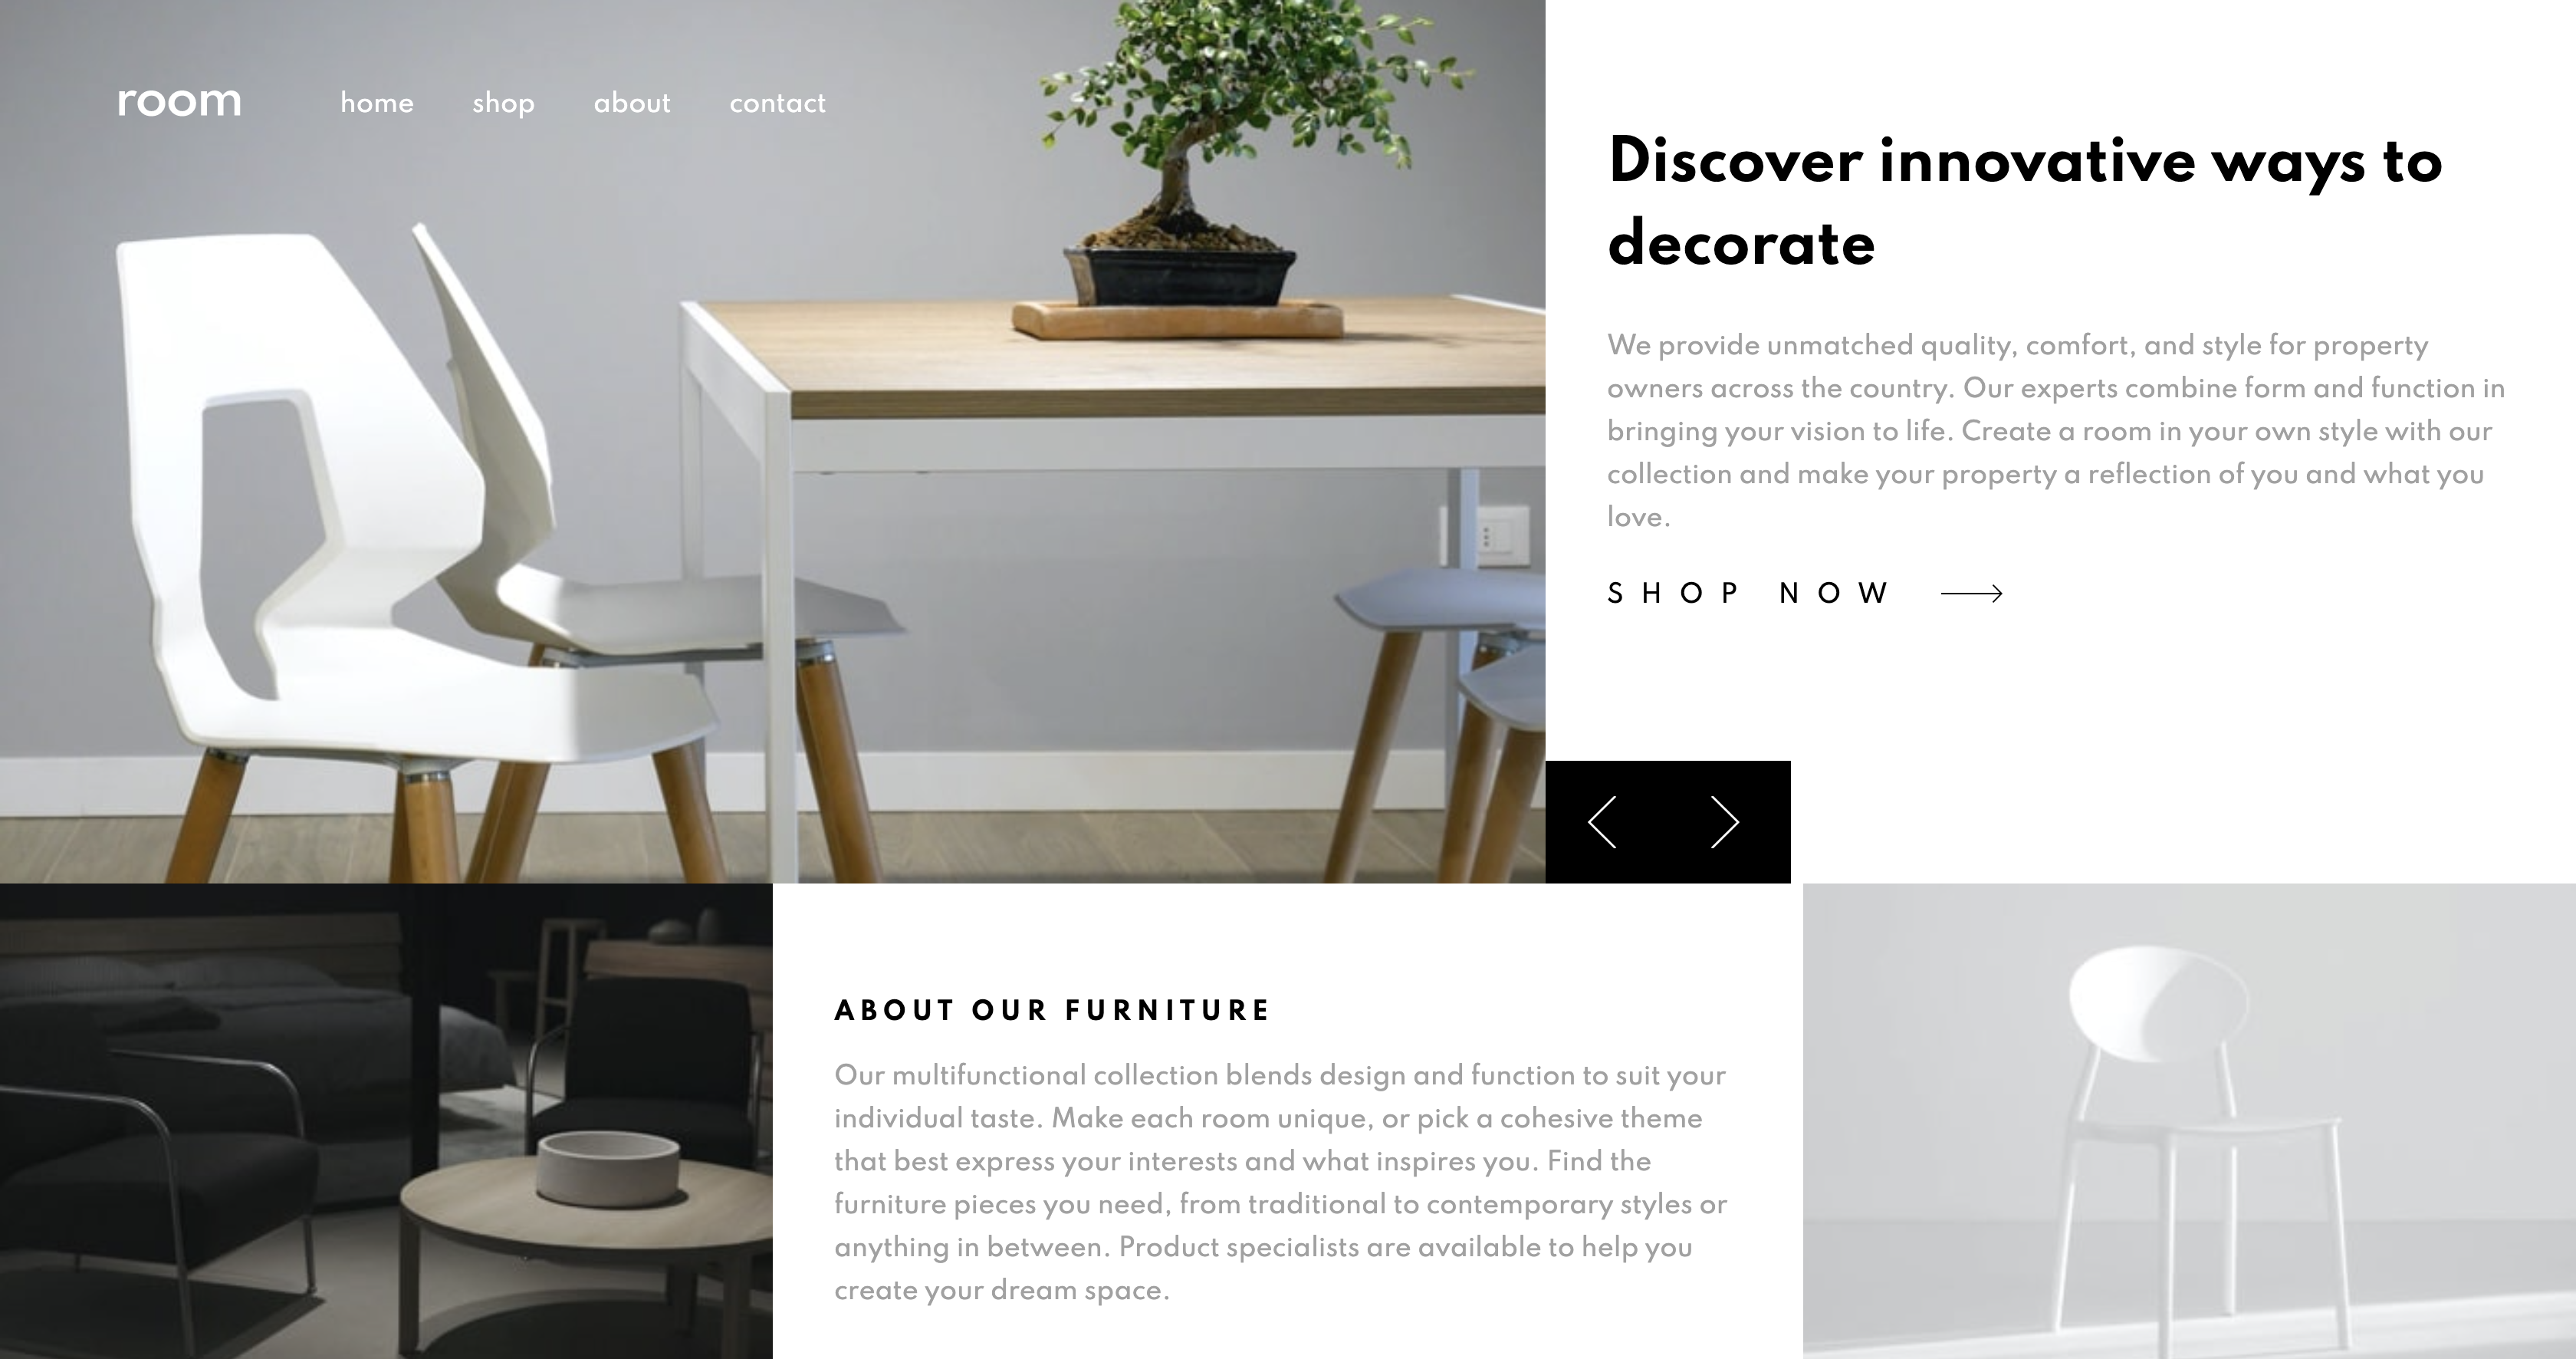 room
home shop about contact
Discover innovative ways to
decorate
We provide unmatched quality, comfort, and style for property
owners across the country. Our experts combine form and function in
bringing your vision to life. Create a room in your own style with our
collection and make your property a reflection of you and what you
love.
SHOP NOW
ABOUT OUR FURNITURE
Our multifunctional collection blends design and function to suit your
individual taste. Make each room unique, or pick a cohesive theme
that best express your interests and what inspires you. Find the
furniture pieces you need, from traditional to contemporary styles or
anything in between. Product specialists are available to help you
create your dream space.